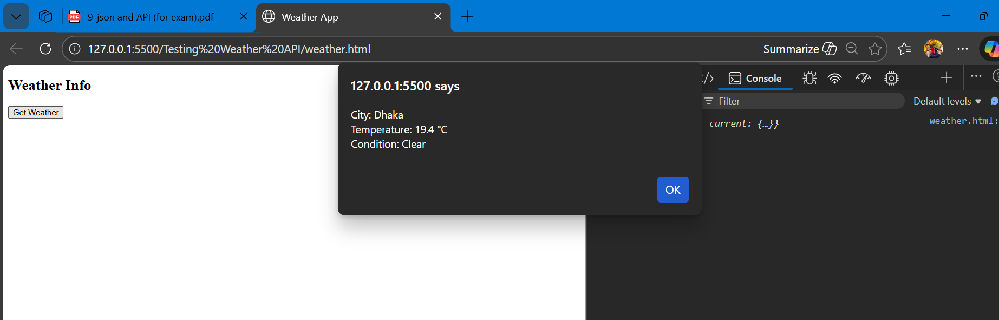 PDF 9_json and API (for exam).pdf Weather App
127.0.0.1:5500/Testing%20Weather%20API/weather.html Summarize
Weather Info
Get Weather
127.0.0.1:5500 says
City: Dhaka
Temperature: 19.4 °C
Condition: Clear
OK
Console
Filter Default levels
current: {…}} weather.html: